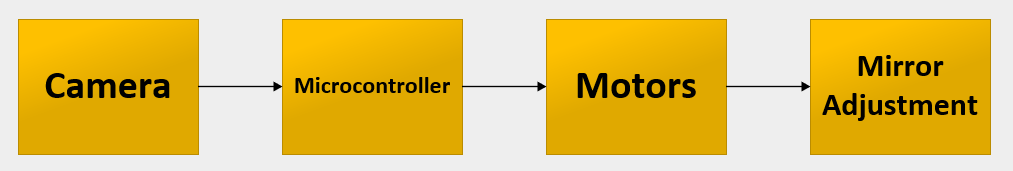 Camera
Microcontroller
Motors
Mirror
Adjustment